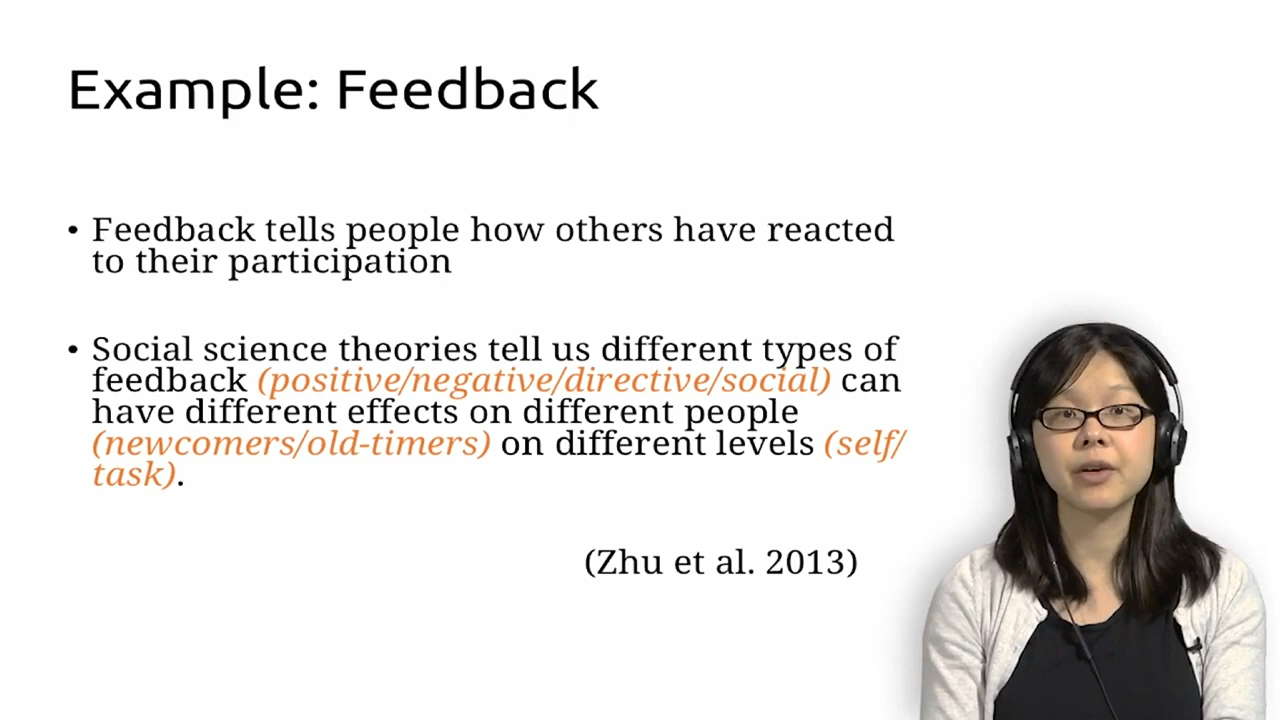 Example: Feedback
• Feedback tells people how others have reacted
to their participation
• Social science theories tell us different types of
feedback (positive/negative/directive/social) can
have different effects on different people
(newcomers/old-timers) on different levels (self/
task).
(Zhu et al. 2013)